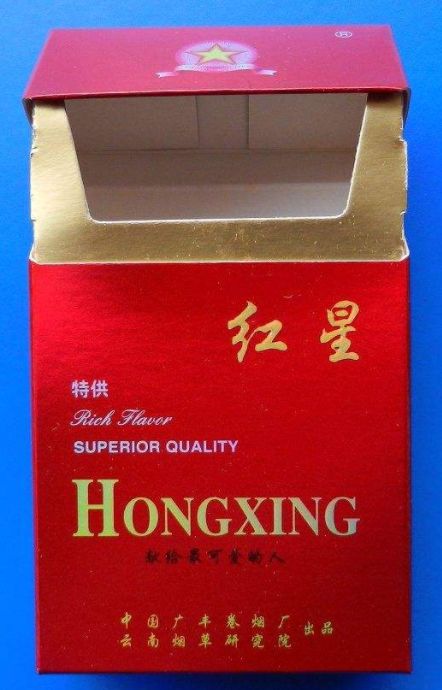 ®
红星
特供
Rich Flavor
SUPERIOR QUALITY
HONGXING
献给最可爱的人
中国广丰卷烟厂
云南烟草研究院
出品